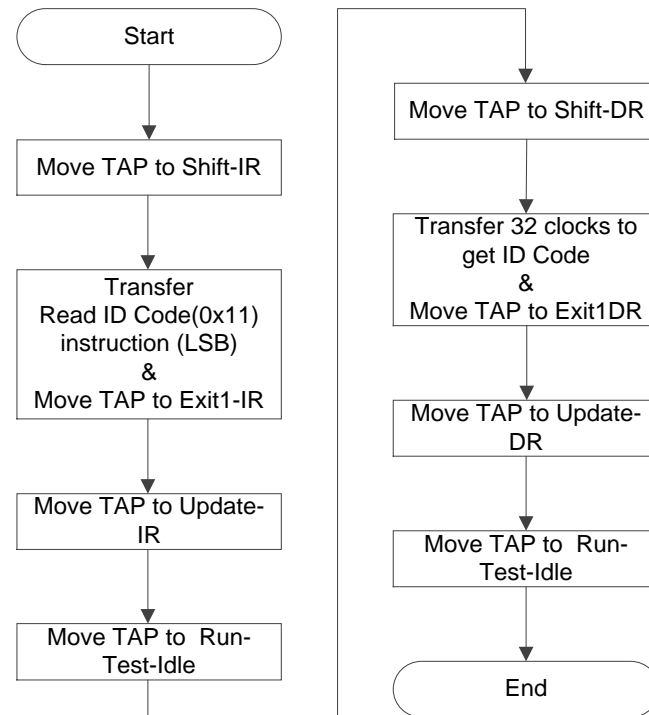 Start
Move TAP to Shift-IR
Transfer
Read ID Code(0x11)
instruction (LSB)
&
Move TAP to Exit1-IR
Move TAP to Update-
IR
Move TAP to Run-
Test-Idle
Move TAP to Shift-DR
Transfer 32 clocks to
get ID Code
&
Move TAP to Exit1DR
Move TAP to Update-
DR
Move TAP to Run-
Test-Idle
End